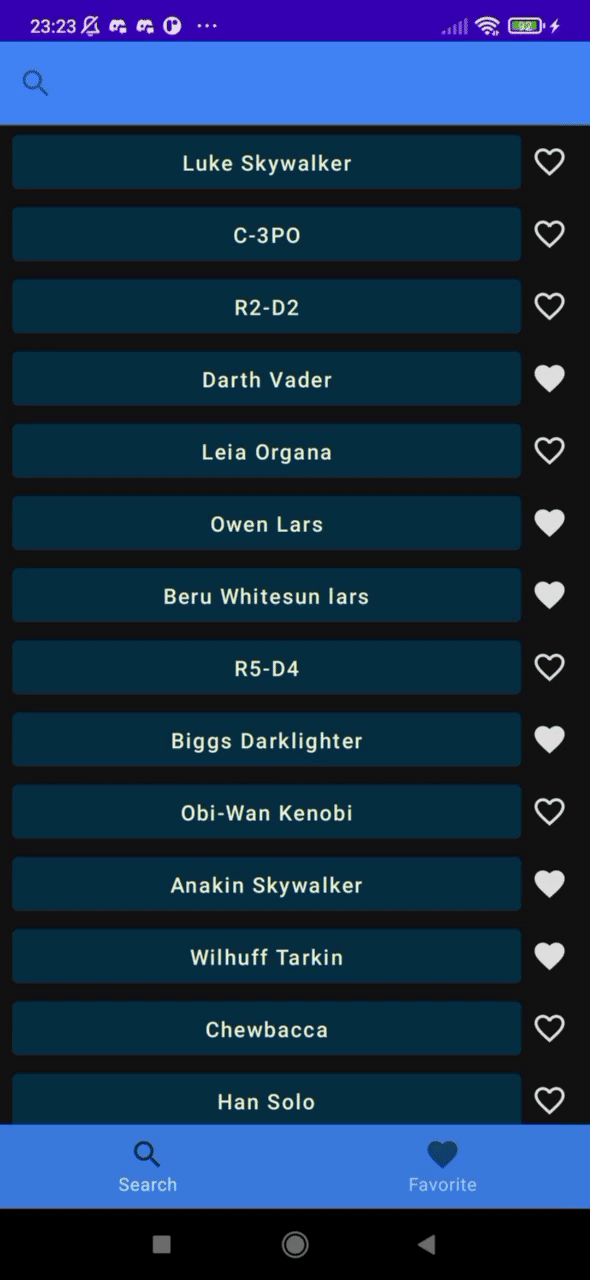 23:23
92
Luke Skywalker
C-3PO
R2-D2
Darth Vader
Leia Organa
Owen Lars
Beru Whitesun lars
R5-D4
Biggs Darklighter
Obi-Wan Kenobi
Anakin Skywalker
Wilhuff Tarkin
Chewbacca
Han Solo
Search
Favorite